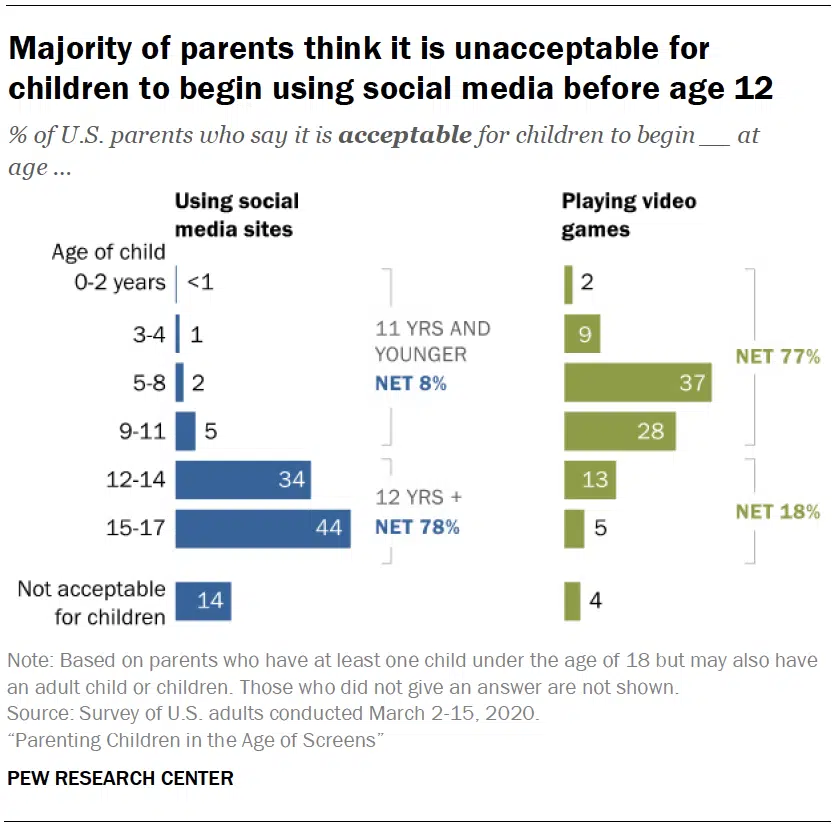 Majority of parents think it is unacceptable for
children to begin using social media before age 12
% of U.S. parents who say it is acceptable for children to begin __ at
age ...
Using social
media sites
Playing video
games
Age of child
0-2 years <1 2
3-4 1 9
5-8 2 37
9-11 5 28
11 YRS AND
YOUNGER
NET 8%
NET 77%
12-14 34 13
15-17 44 5
12 YRS +
NET 78%
NET 18%
Not acceptable
for children 14 4
Note: Based on parents who have at least one child under the age of 18 but may also have
an adult child or children. Those who did not give an answer are not shown.
Source: Survey of U.S. adults conducted March 2-15, 2020.
“Parenting Children in the Age of Screens”
PEW RESEARCH CENTER